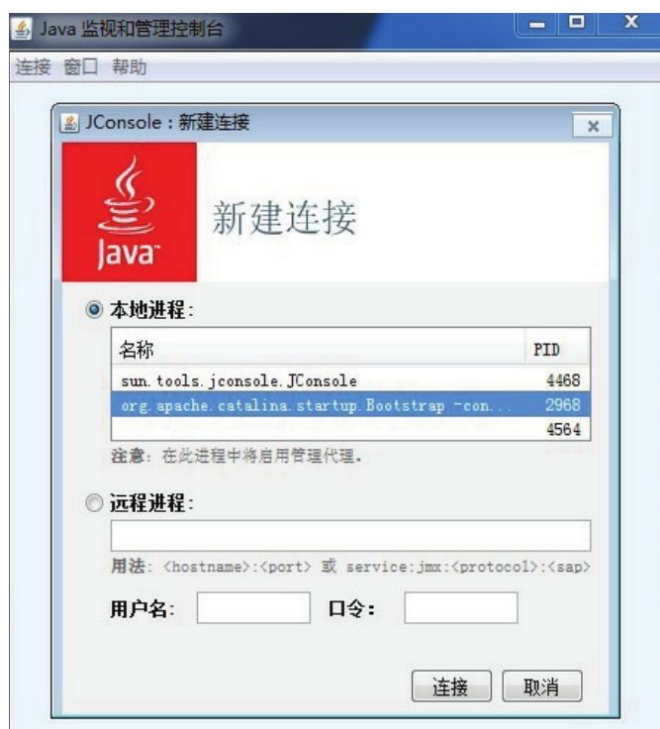 Java 监视和管理控制台
连接 窗口 帮助
JConsole：新建连接
Java
新建连接
本地进程：
名称 PID
sun.tools.jconsole.JConsole 4468
org.apache.catalina.startup.Bootstrap -con... 2968
4564
注意：在此进程中将启用管理代理。
远程进程：
用法：<hostname>:<port> 或 service:jmx:<protocol>:<sap>
用户名： 口令：
连接 取消